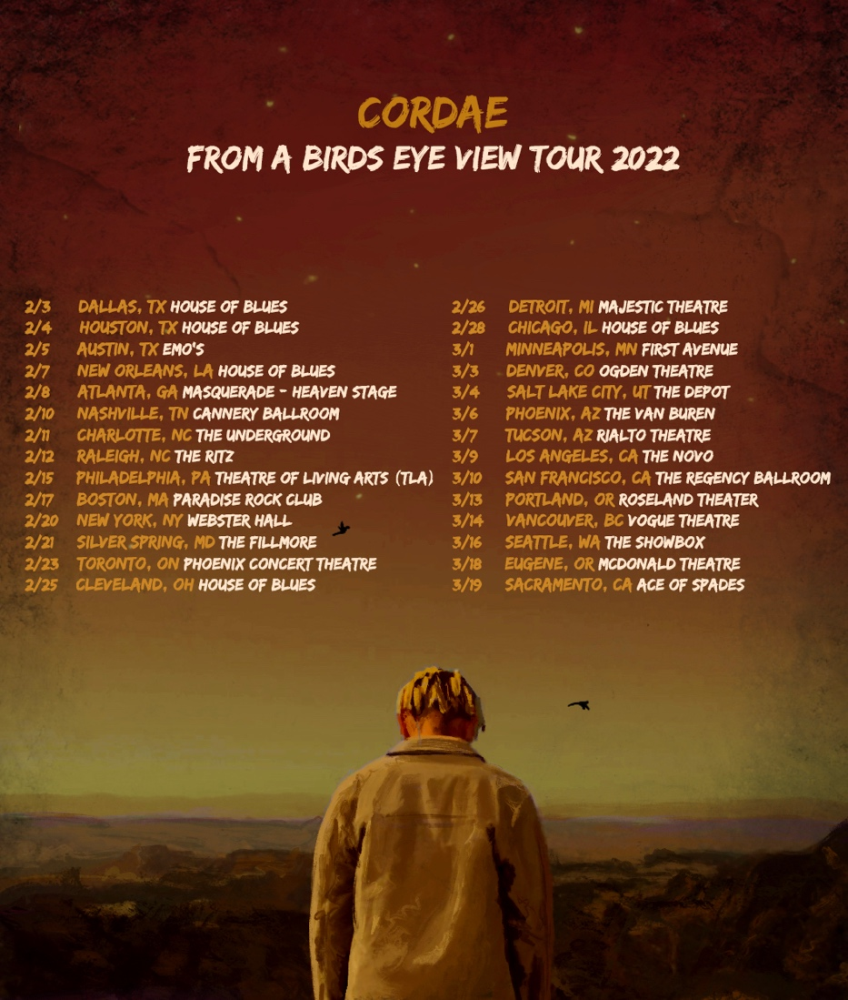 CORDAE
FROM A BIRDS EYE VIEW TOUR 2022
2/3 DALLAS, TX HOUSE OF BLUES
2/4 HOUSTON, TX HOUSE OF BLUES
2/5 AUSTIN, TX EMO'S
2/7 NEW ORLEANS, LA HOUSE OF BLUES
2/8 ATLANTA, GA MASQUERADE - HEAVEN STAGE
2/10 NASHVILLE, TN CANNERY BALLROOM
2/11 CHARLOTTE, NC THE UNDERGROUND
2/12 RALEIGH, NC THE RITZ
2/15 PHILADELPHIA, PA THEATRE OF LIVING ARTS (TLA)
2/17 BOSTON, MA PARADISE ROCK CLUB
2/20 NEW YORK, NY WEBSTER HALL
2/21 SILVER SPRING, MD THE FILLMORE
2/23 TORONTO, ON PHOENIX CONCERT THEATRE
2/25 CLEVELAND, OH HOUSE OF BLUES
2/26 DETROIT, MI MAJESTIC THEATRE
2/28 CHICAGO, IL HOUSE OF BLUES
3/1 MINNEAPOLIS, MN FIRST AVENUE
3/3 DENVER, CO OGDEN THEATRE
3/4 SALT LAKE CITY, UT THE DEPOT
3/6 PHOENIX, AZ THE VAN BUREN
3/7 TUCSON, AZ RIALTO THEATRE
3/9 LOS ANGELES, CA THE NOVO
3/10 SAN FRANCISCO, CA THE REGENCY BALLROOM
3/13 PORTLAND, OR ROSELAND THEATER
3/14 VANCOUVER, BC VOGUE THEATRE
3/16 SEATTLE, WA THE SHOWBOX
3/18 EUGENE, OR MCDONALD THEATRE
3/19 SACRAMENTO, CA ACE OF SPADES